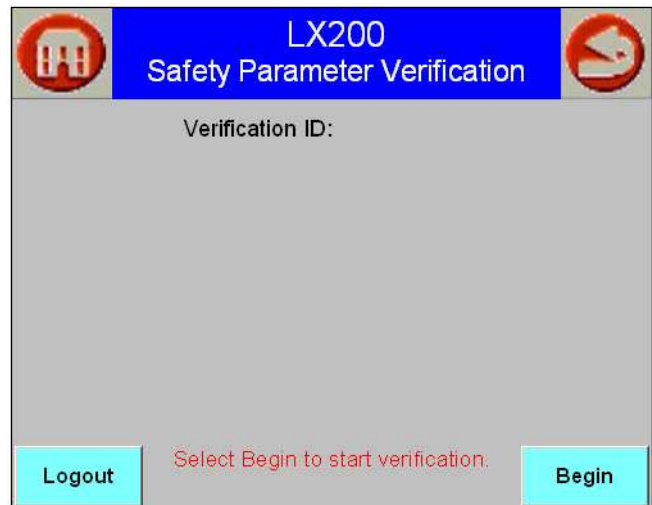 LX200
Safety Parameter Verification
Verification ID:
Select Begin to start verification.
Logout
Begin